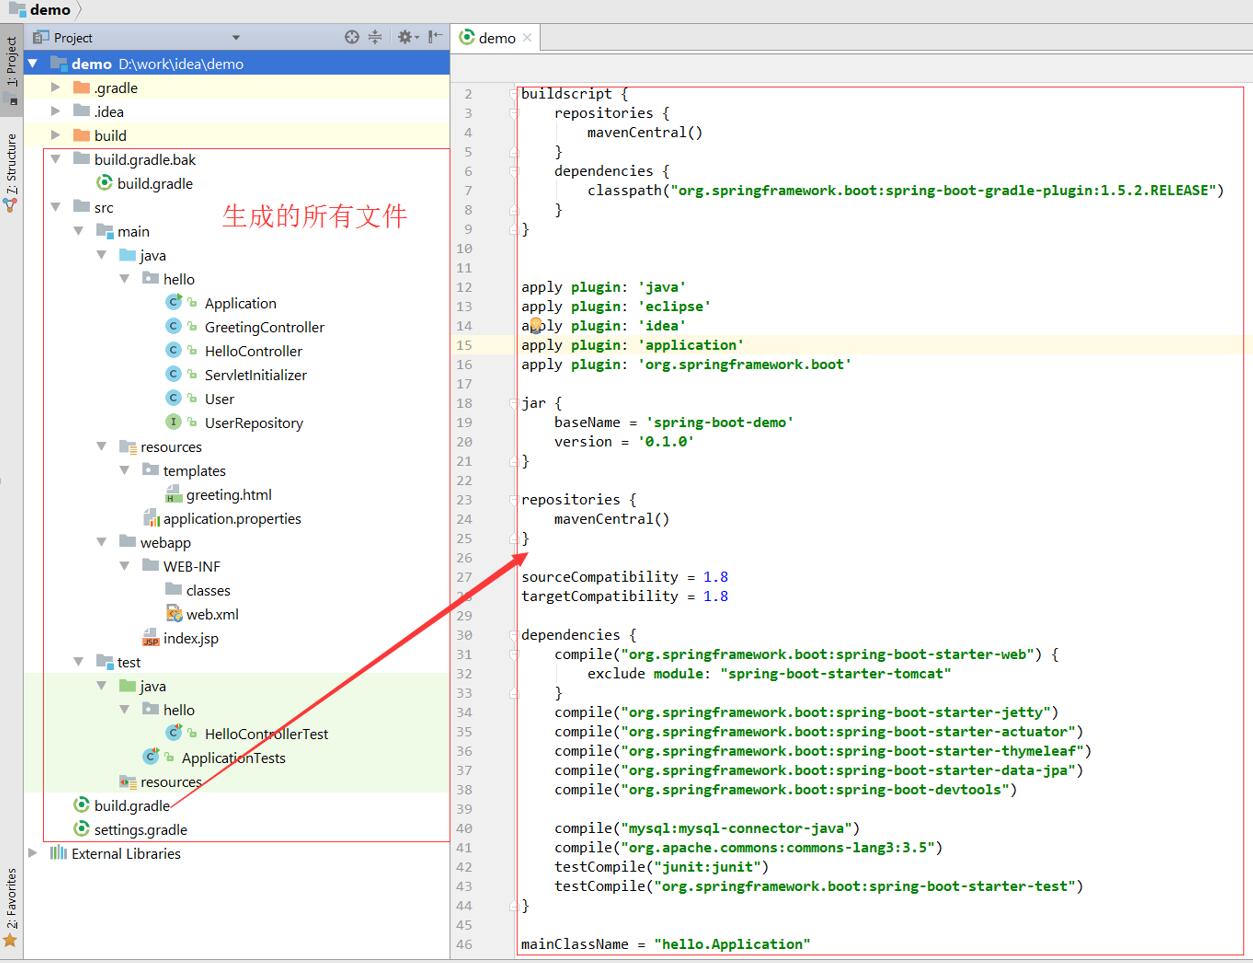 demo
Project
demo D:\work\idea\demo
.gradle
.idea
build
build.gradle.bak
build.gradle
src
生成的所有文件
main
java
hello
Application
GreetingController
HelloController
ServletInitializer
User
UserRepository
resources
templates
greeting.html
application.properties
webapp
WEB-INF
classes
web.xml
index.jsp
test
java
hello
HelloControllerTest
ApplicationTests
resources
build.gradle
settings.gradle
External Libraries
1: Project
7: Structure
2: Favorites
demo
2 buildscript {
3 repositories {
4 mavenCentral()
5 }
6 dependencies {
7 classpath("org.springframework.boot:spring-boot-gradle-plugin:1.5.2.RELEASE")
8 }
9 }
10
11
12 apply plugin: 'java'
13 apply plugin: 'eclipse'
14 apply plugin: 'idea'
15 apply plugin: 'application'
16 apply plugin: 'org.springframework.boot'
17
18 jar {
19 baseName = 'spring-boot-demo'
20 version = '0.1.0'
21 }
22
23 repositories {
24 mavenCentral()
25 }
26
27 sourceCompatibility = 1.8
28 targetCompatibility = 1.8
29
30 dependencies {
31 compile("org.springframework.boot:spring-boot-starter-web") {
32 exclude module: "spring-boot-starter-tomcat"
33 }
34 compile("org.springframework.boot:spring-boot-starter-jetty")
35 compile("org.springframework.boot:spring-boot-starter-actuator")
36 compile("org.springframework.boot:spring-boot-starter-thymeleaf")
37 compile("org.springframework.boot:spring-boot-starter-data-jpa")
38 compile("org.springframework.boot:spring-boot-devtools")
39
40 compile("mysql:mysql-connector-java")
41 compile("org.apache.commons:commons-lang3:3.5")
42 testCompile("junit:junit")
43 testCompile("org.springframework.boot:spring-boot-starter-test")
44 }
45
46 mainClassName = "hello.Application"